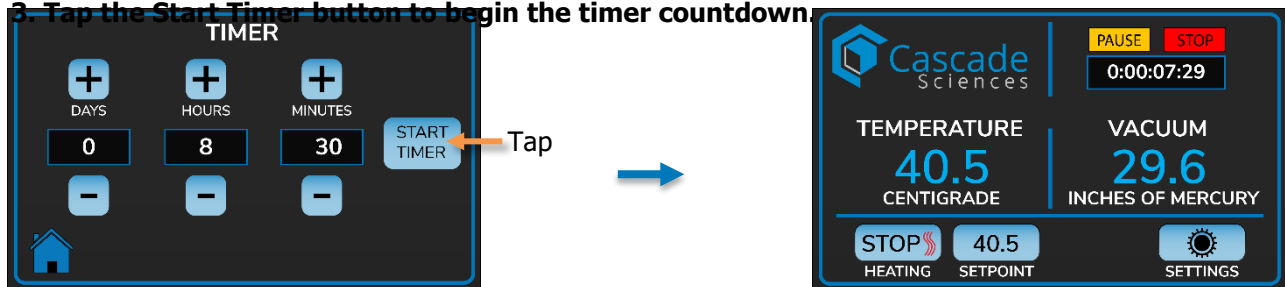 3. Tap the Start Timer button to begin the timer countdown.
TIMER
DAYS HOURS MINUTES
0 8 30
START
TIMER
Tap
Cascade
Sciences
PAUSE STOP
0:00:07:29
TEMPERATURE
40.5
CENTIGRADE
VACUUM
29.6
INCHES OF MERCURY
STOP 40.5
HEATING SETPOINT SETTINGS